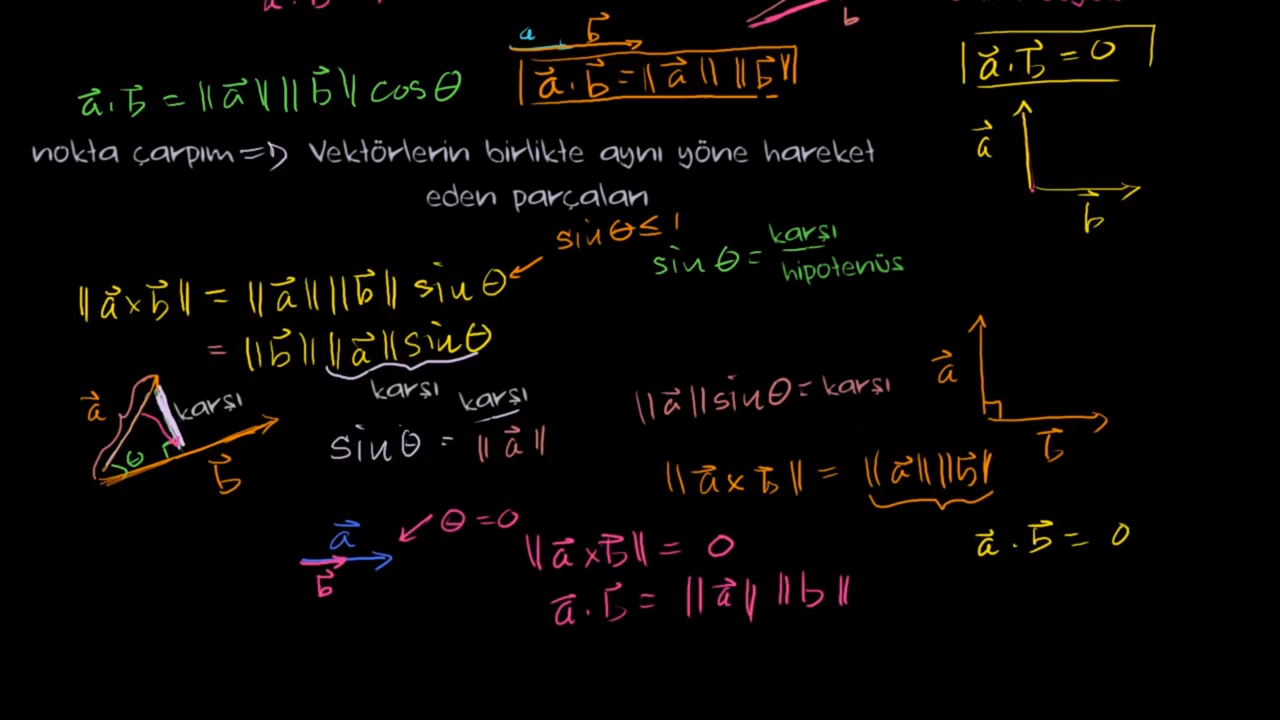 a
b⃗
b
a⃗ · b⃗ = ‖a⃗‖ ‖b⃗‖ cos θ
a⃗ · b⃗ = ‖a⃗‖ ‖b⃗‖
a⃗ · b⃗ = 0
nokta çarpım => Vektörlerin birlikte aynı yöne hareket
eden parçaları
a⃗
b⃗
sin θ ≤ 1
sin θ = karşı / hipotenüs
‖a⃗ × b⃗‖ = ‖a⃗‖ ‖b⃗‖ sin θ
= ‖b⃗‖ ‖a⃗‖ sin θ
karşı
a⃗
karşı
θ
b⃗
sin θ = karşı / ‖a⃗‖
‖a⃗‖ sin θ = karşı
a⃗
b⃗
‖a⃗ × b⃗‖ = ‖a⃗‖ ‖b⃗‖
a⃗ · b⃗ = 0
a⃗
b⃗
θ = 0
‖a⃗ × b⃗‖ = 0
a⃗ · b⃗ = ‖a⃗‖ ‖b‖